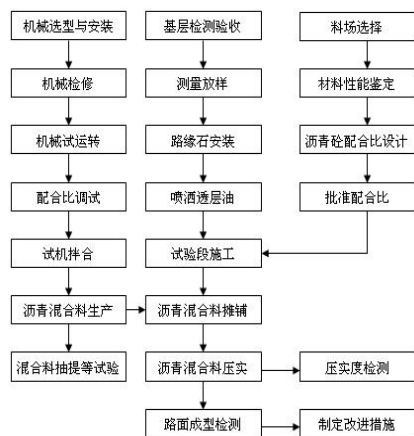 机械选型与安装
基层检测验收
料场选择
机械检修
测量放样
材料性能鉴定
机械试运转
路缘石安装
沥青砼配合比设计
配合比调试
喷洒透层油
批准配合比
试机拌合
试验段施工
沥青混合料生产
沥青混合料摊铺
混合料抽提等试验
沥青混合料压实
压实度检测
路面成型检测
制定改进措施